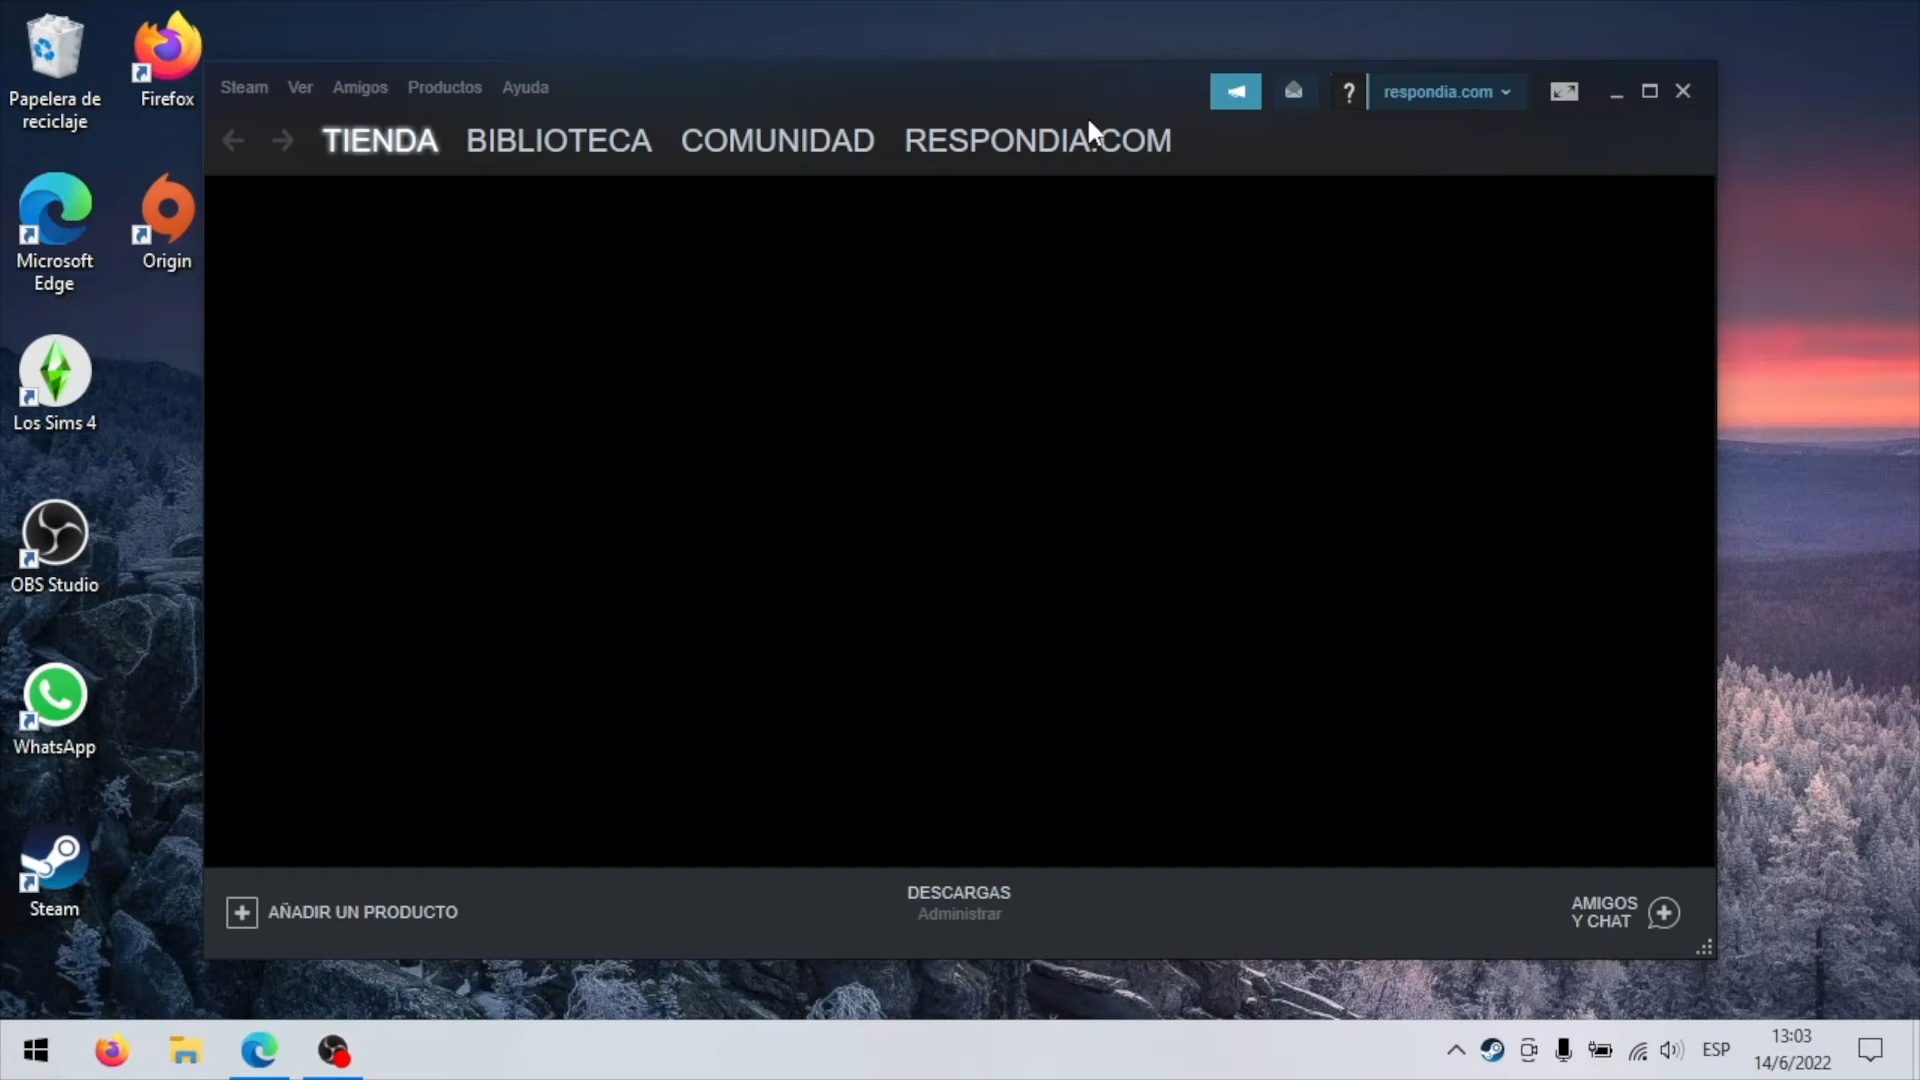 Papelera de
reciclaje
Firefox
Microsoft
Edge
Origin
Los Sims 4
OBS Studio
WhatsApp
Steam
Steam Ver Amigos Productos Ayuda
? respondia.com
TIENDA BIBLIOTECA COMUNIDAD RESPONDIA.COM
AÑADIR UN PRODUCTO
DESCARGAS
Administrar
AMIGOS
Y CHAT
ESP
13:03
14/6/2022